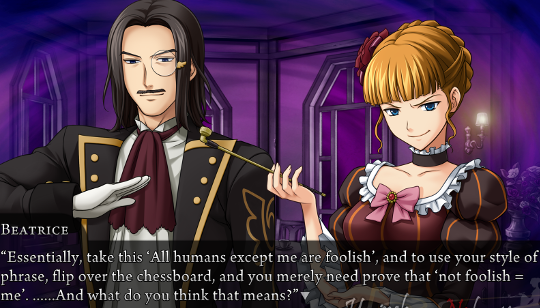 BEATRICE
“Essentially, take this ‘All humans except me are foolish’, and to use your style of
phrase, flip over the chessboard, and you merely need prove that ‘not foolish =
me’. ......And what do you think that means?”